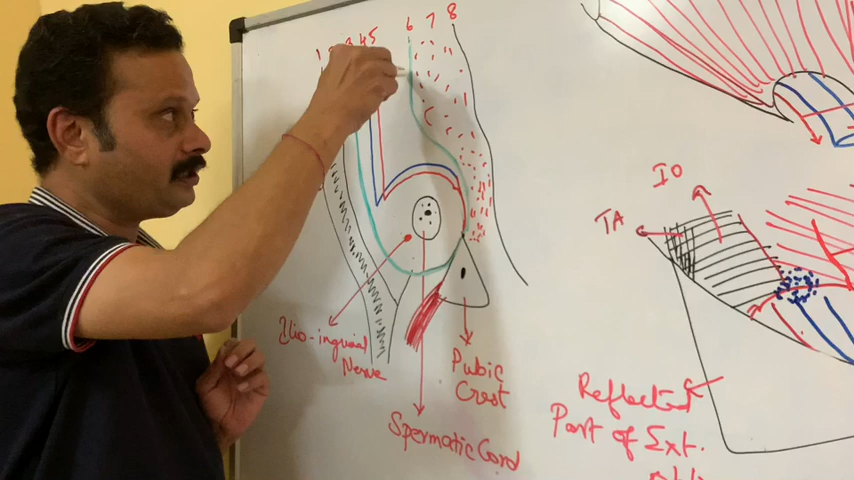 1 3 4 5 6 7 8
Ilio-inguinal
Nerve
Pubic
Crest
Spermatic Cord
IO
TA
Reflected
Part of Ext.